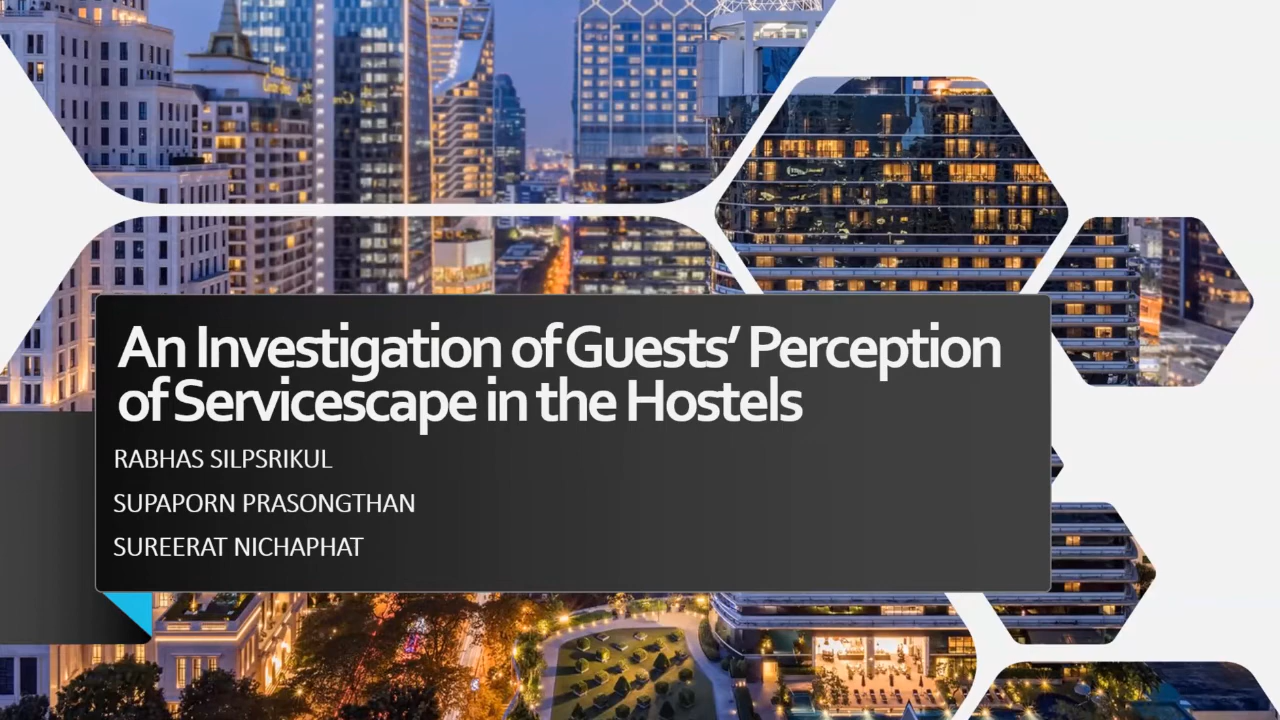 An Investigation of Guests’ Perception
of Servicescape in the Hostels
RABHAS SILPSRIKUL
SUPAPORN PRASONGTHAN
SUREERAT NICHAPHAT